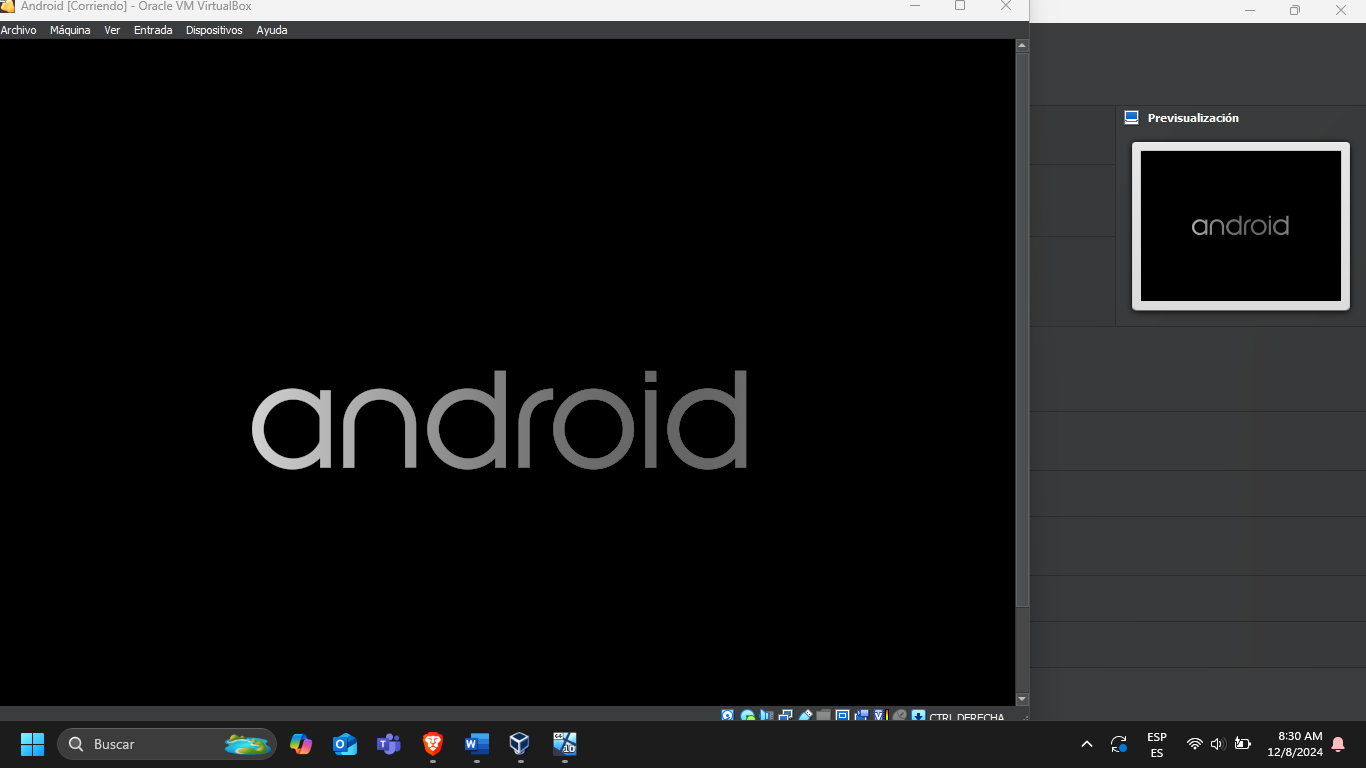 Android [Corriendo] - Oracle VM VirtualBox
Archivo Máquina Ver Entrada Dispositivos Ayuda
Previsualización
android
android
CTRL DERECHA
Buscar
ESP
ES
8:30 AM
12/8/2024